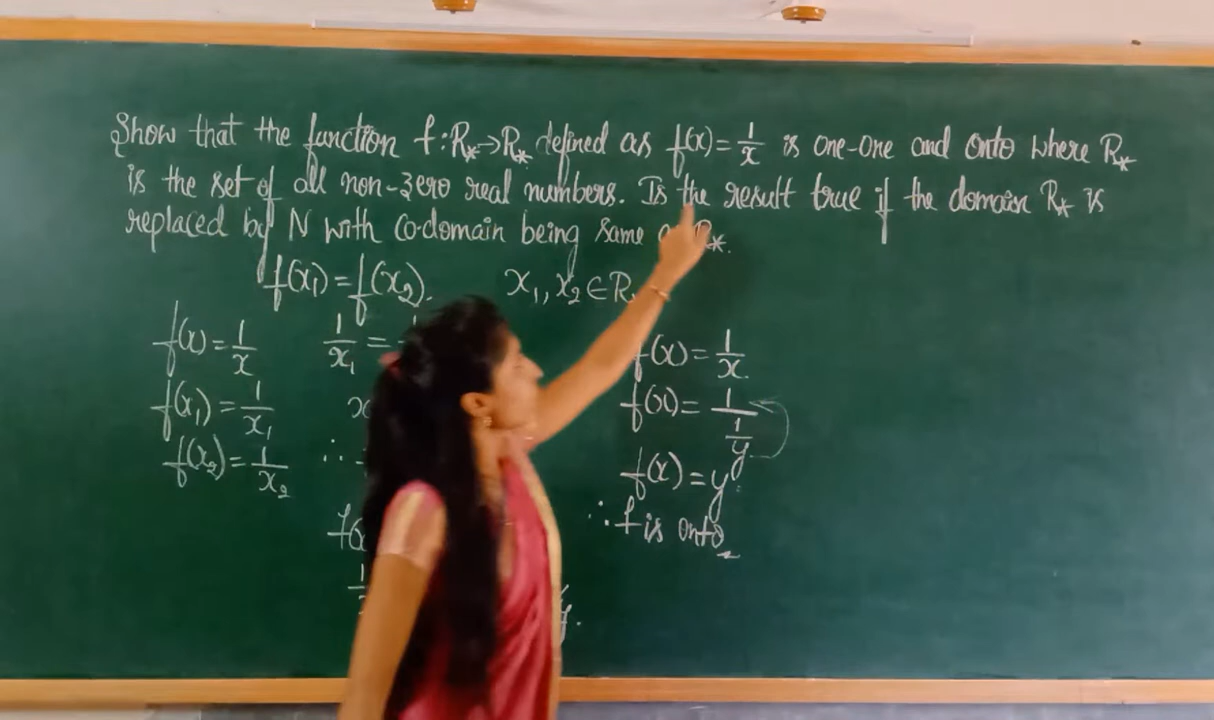 Show that the function f : R* → R* defined as f(x) = 1/x is one-one and onto where R*
is the set of all non-zero real numbers. Is the result true if the domain R* is
replaced by N with co-domain being same R*.
f(x₁) = f(x₂). x₁, x₂ ∈ R
f(x) = 1/x
f(x₁) = 1/x₁
f(x₂) = 1/x₂
1/x₁ =
∴
f(x) = 1/x
f(x) = 1/(1/y)
f(x) = y
∴ f is onto